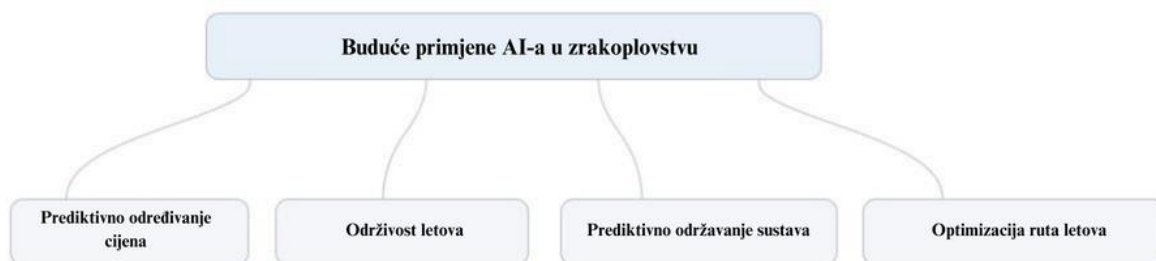 Buduće primjene AI-a u zrakoplovstvu
Prediktivno određivanje
cijena
Održivost letova
Prediktivno održavanje sustava
Optimizacija ruta letova